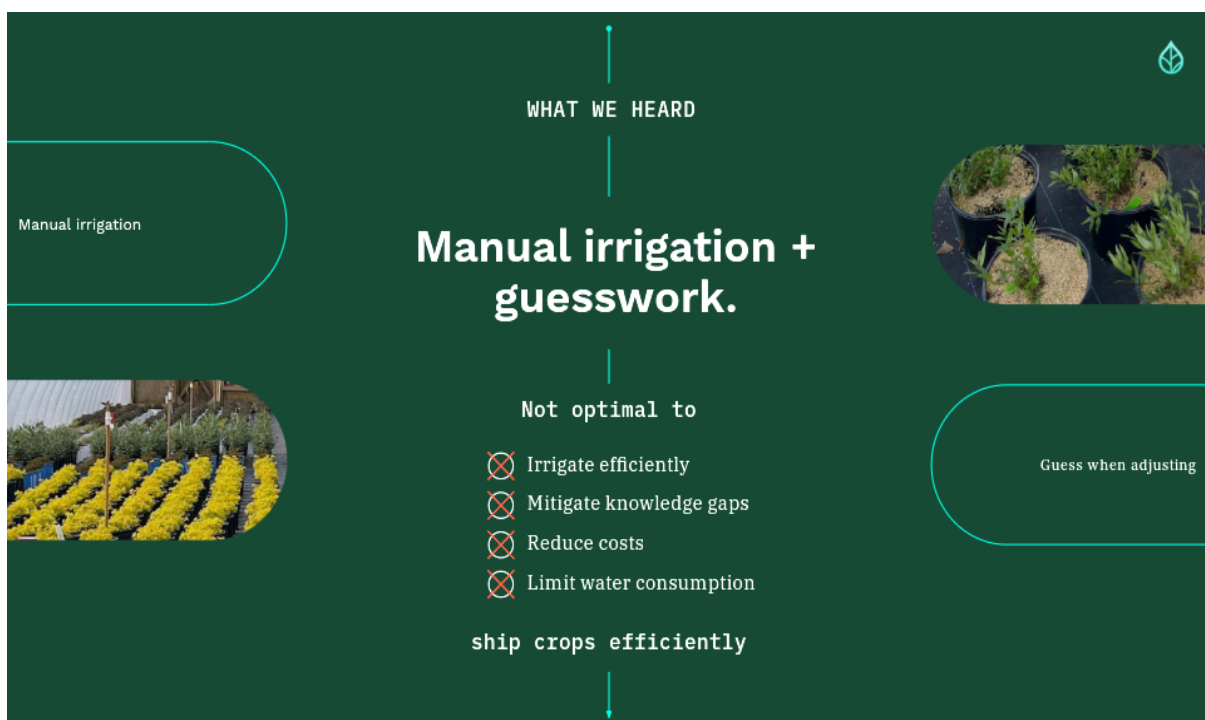 WHAT WE HEARD
Manual irrigation
Manual irrigation +
guesswork.
Not optimal to
Irrigate efficiently
Guess when adjusting
Mitigate knowledge gaps
Reduce costs
Limit water consumption
ship crops efficiently